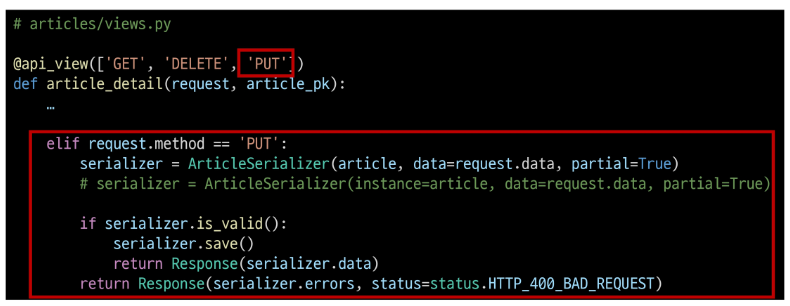 # articles/views.py
@api_view(['GET', 'DELETE', 'PUT'])
def article_detail(request, article_pk):
…
elif request.method == 'PUT':
serializer = ArticleSerializer(article, data=request.data, partial=True)
# serializer = ArticleSerializer(instance=article, data=request.data, partial=True)
if serializer.is_valid():
serializer.save()
return Response(serializer.data)
return Response(serializer.errors, status=status.HTTP_400_BAD_REQUEST)